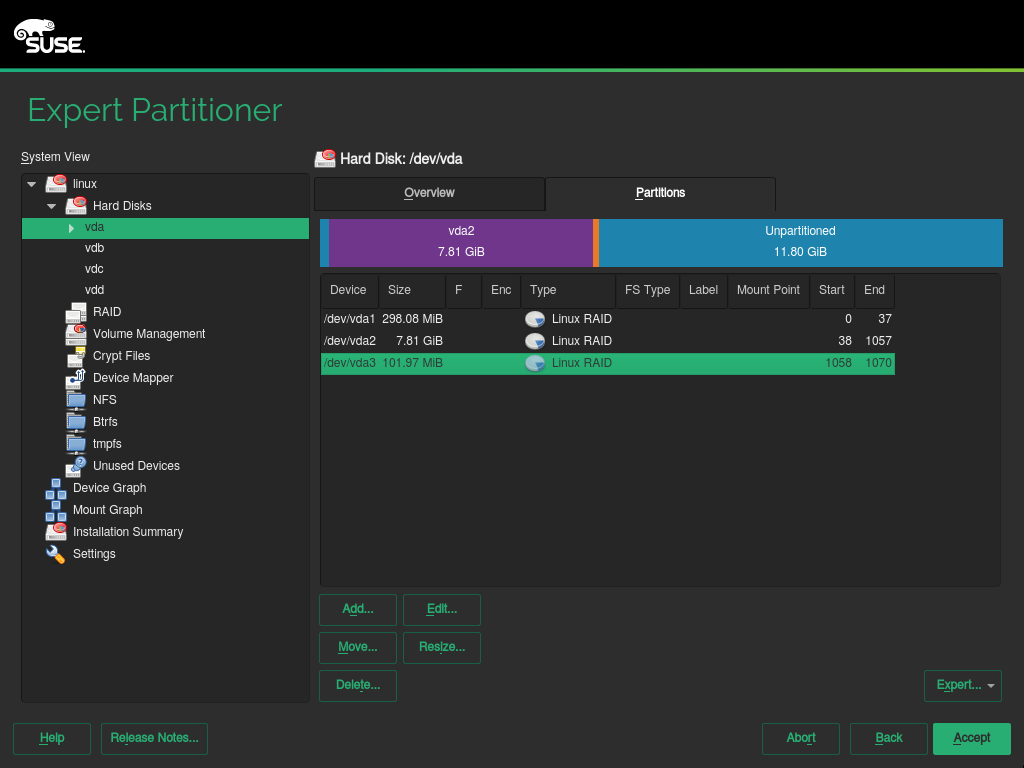 SUSE.
Expert Partitioner
System View
linux
Hard Disks
vda
vdb
vdc
vdd
RAID
Volume Management
Crypt Files
Device Mapper
NFS
Btrfs
tmpfs
Unused Devices
Device Graph
Mount Graph
Installation Summary
Settings
Hard Disk: /dev/vda
Overview Partitions
vda2 Unpartitioned
7.81 GiB 11.80 GiB
Device Size F Enc Type FS Type Label Mount Point Start End
/dev/vda1 298.08 MiB Linux RAID 0 37
/dev/vda2 7.81 GiB Linux RAID 38 1057
/dev/vda3 101.97 MiB Linux RAID 1058 1070
Add... Edit...
Move... Resize...
Delete... Expert...
Help Release Notes... Abort Back Accept